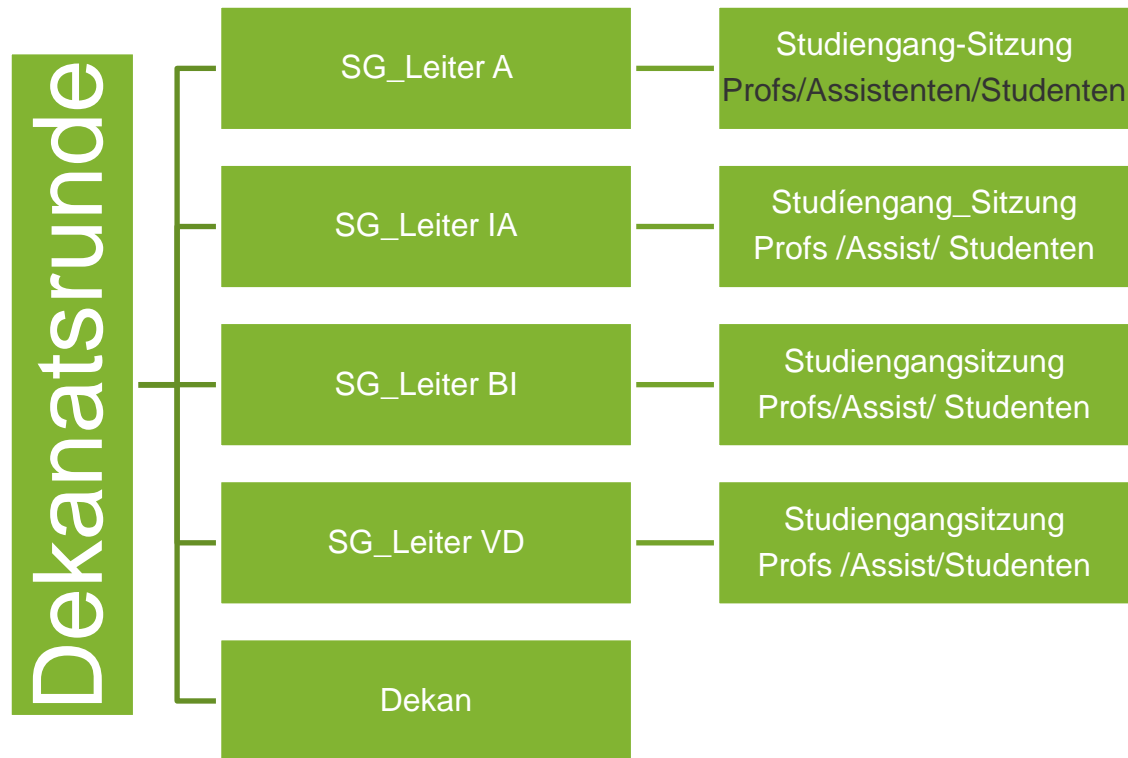 Dekanatsrunde
SG_Leiter A
Studiengang-Sitzung
Profs/Assistenten/Studenten
SG_Leiter IA
Studíengang_Sitzung
Profs /Assist/ Studenten
SG_Leiter BI
Studiengangsitzung
Profs/Assist/ Studenten
SG_Leiter VD
Studiengangsitzung
Profs /Assist/Studenten
Dekan